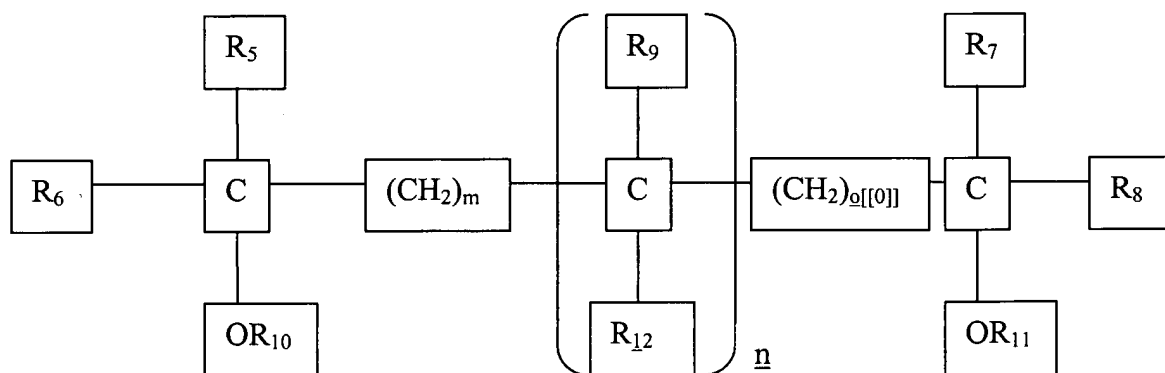 R5 R9 R7
R6 C (CH2)m C (CH2)o[[0]] C R8
OR10 R12 OR11
n